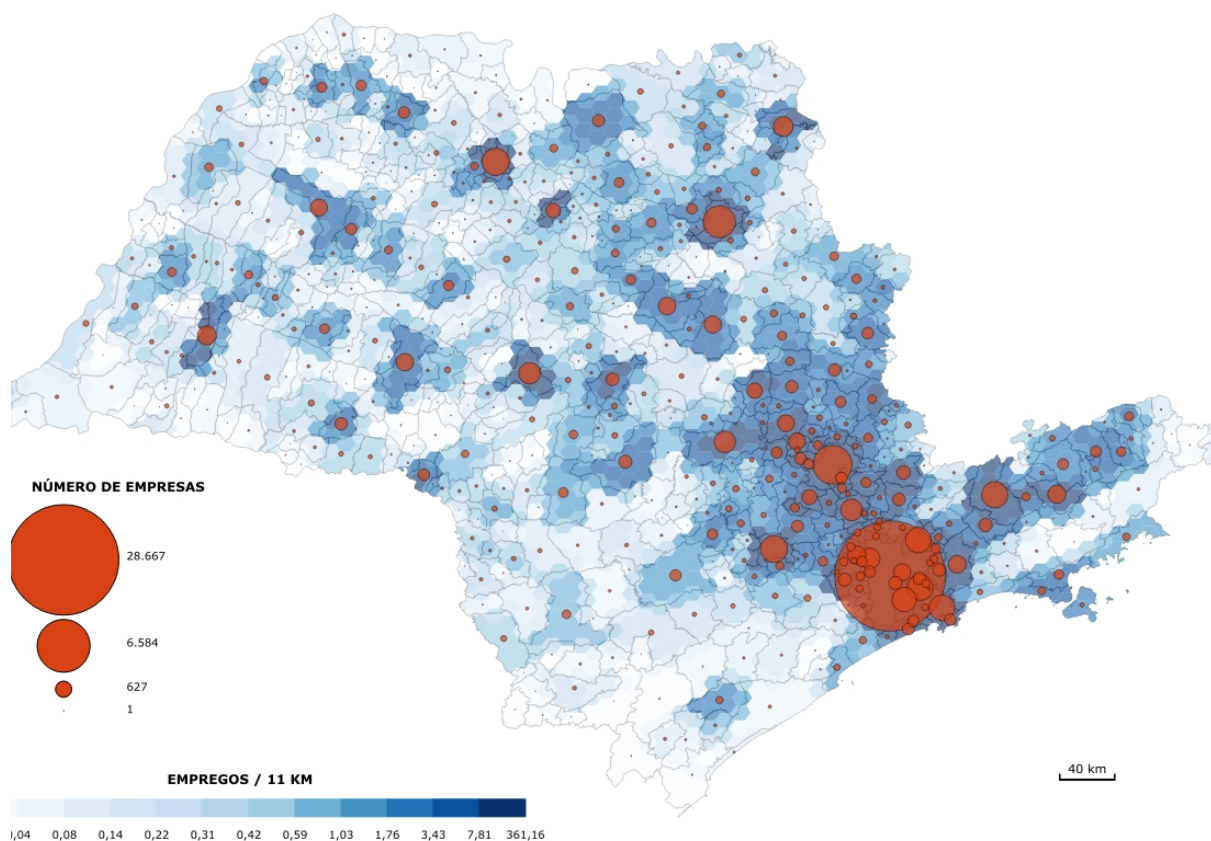 NÚMERO DE EMPRESAS
28.667
6.584
627
1
40 km
EMPREGOS / 11 KM
,04 0,08 0,14 0,22 0,31 0,42 0,59 1,03 1,76 3,43 7,81 361,16